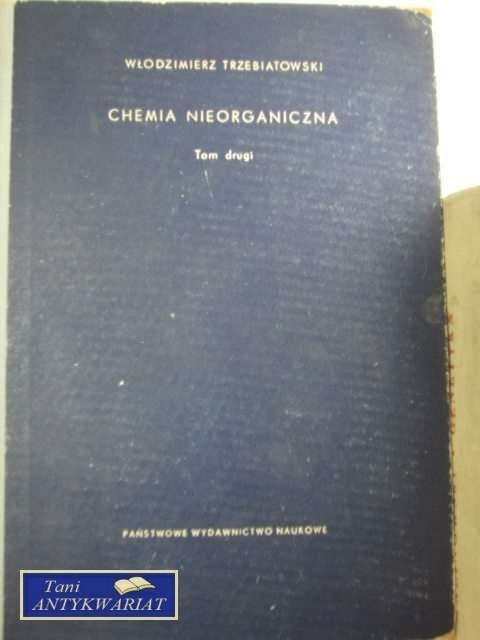 WŁODZIMIERZ TRZEBIATOWSKI
CHEMIA NIEORGANICZNA
Tom drugi
PAŃSTWOWE WYDAWNICTWO NAUKOWE
Tani
ANTYKWARIAT